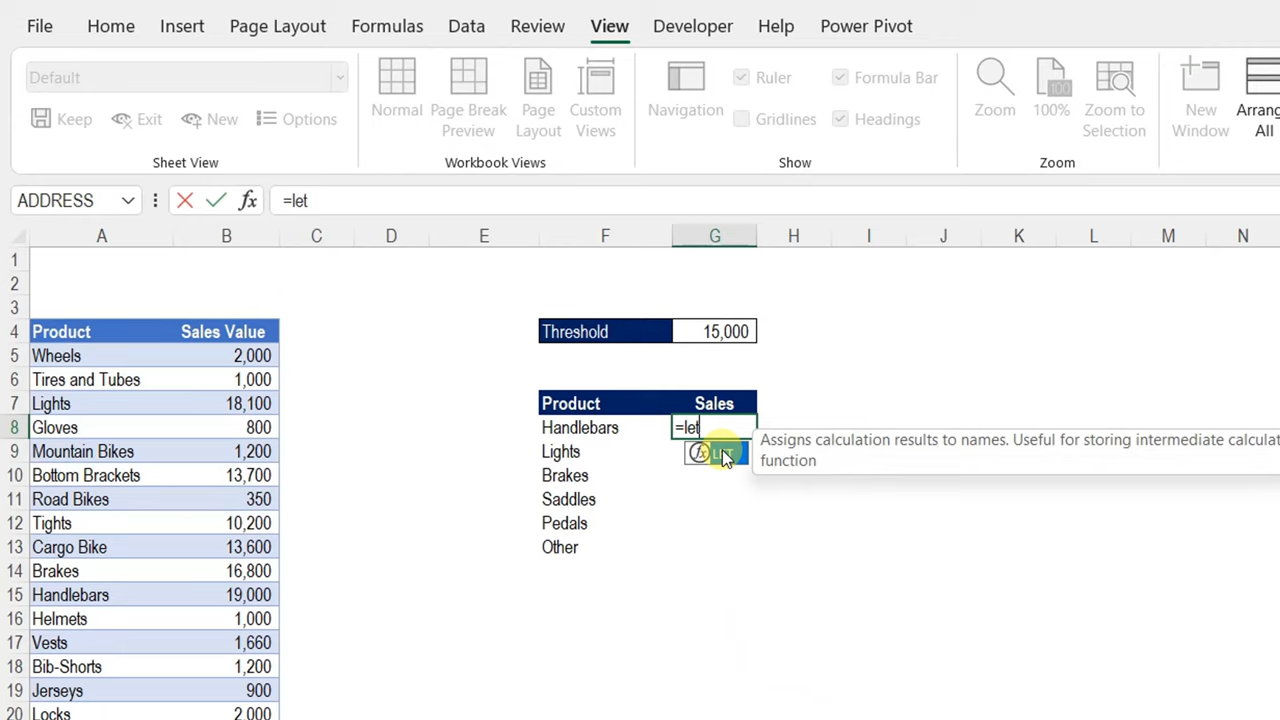 File Home Insert Page Layout Formulas Data Review View Developer Help Power Pivot
Default
Keep Exit New Options
Sheet View
Normal Page Break Preview Page Layout Custom Views
Workbook Views
Navigation Ruler Formula Bar
Gridlines Headings
Show
Zoom 100% Zoom to Selection
Zoom
New Window Arrange All
ADDRESS fx =let
A B C D E F G H I J K L M N
1
2
3
4 Product Sales Value Threshold 15,000
5 Wheels 2,000
6 Tires and Tubes 1,000
7 Lights 18,100 Product Sales
8 Gloves 800 Handlebars =let
9 Mountain Bikes 1,200 Lights fx LET
Assigns calculation results to names. Useful for storing intermediate
function
10 Bottom Brackets 13,700 Brakes
11 Road Bikes 350 Saddles
12 Tights 10,200 Pedals
13 Cargo Bike 13,600 Other
14 Brakes 16,800
15 Handlebars 19,000
16 Helmets 1,000
17 Vests 1,660
18 Bib-Shorts 1,200
19 Jerseys 900
20 Locks 2,000